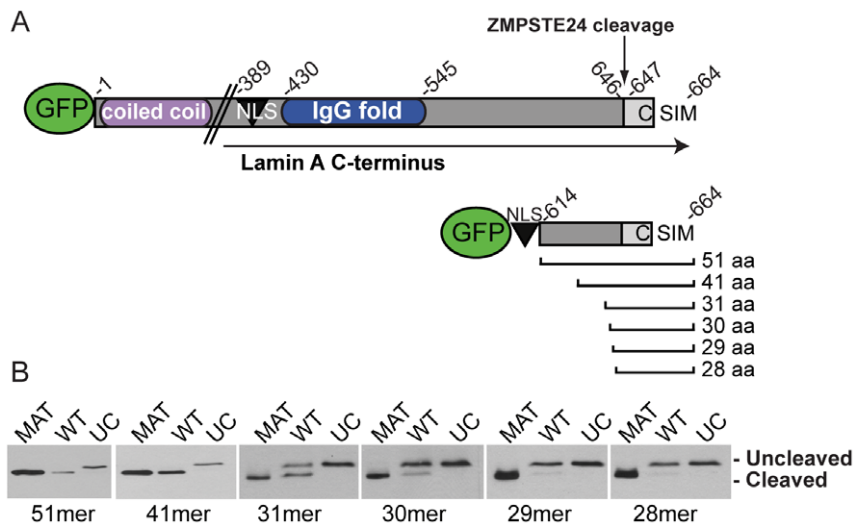 A
ZMPSTE24 cleavage
-1
-389
-430
-545
646-
-647
-664
GFP
coiled coil
NLS
IgG fold
C
SIM
Lamin A C-terminus
NLS
-614
-664
GFP
C
SIM
51 aa
41 aa
31 aa
30 aa
29 aa
28 aa
B
MAT WT UC MAT WT UC MAT WT UC MAT WT UC MAT WT UC MAT WT UC
- Uncleaved
- Cleaved
51mer 41mer 31mer 30mer 29mer 28mer